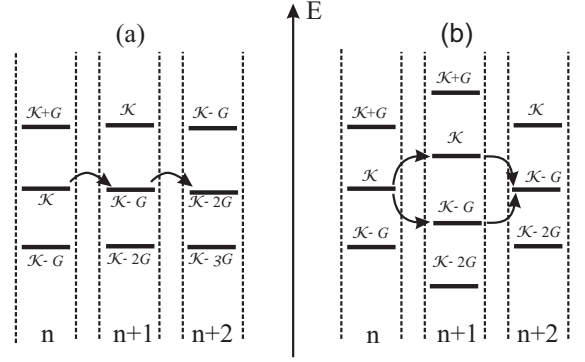 (a)
E
(b)
𝒦+G 𝒦 𝒦- G
𝒦 𝒦- G 𝒦- 2G
𝒦- G 𝒦- 2G 𝒦- 3G
n n+1 n+2
𝒦+G
𝒦+G 𝒦
𝒦
𝒦 𝒦- G
𝒦- G
𝒦- G 𝒦- 2G
𝒦- 2G
n n+1 n+2